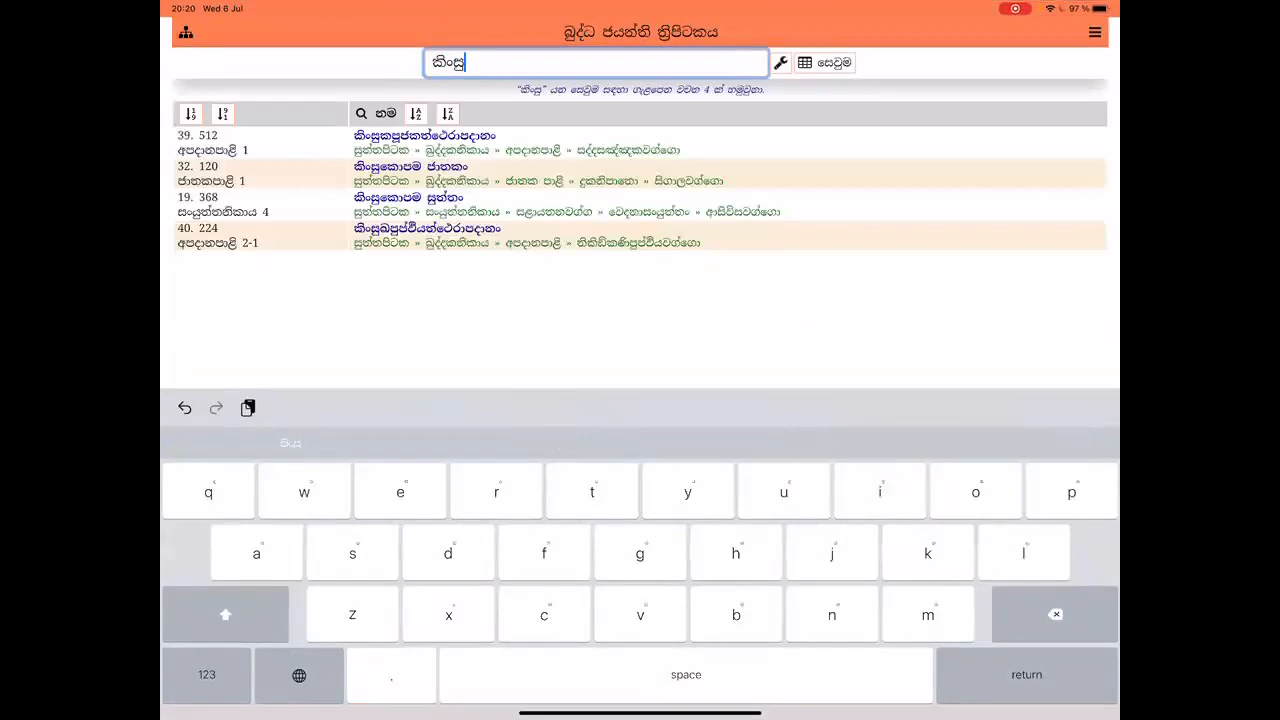 20:20 Wed 6 Jul 97 %
බුද්ධ ජයන්ති ත්‍රිපිටකය
කිංසු සෙවුම
“කිංසු” යන සෙවුම සඳහා ගැළපෙන වචන 4 ක් හමුවුනා.
නම
39. 512 කිංසුකපූජකත්ථෙරාපදානං
අපදානපාළි 1 සුත්තපිටක » ඛුද්දකනිකාය » අපදානපාළි » සද්දසඤ්ඤකවග්ගො
32. 120 කිංසුකොපම ජාතකං
ජාතකපාළි 1 සුත්තපිටක » ඛුද්දකනිකාය » ජාතක පාළි » දුකනිපාතො » සිගාලවග්ගො
19. 368 කිංසුකොපම සුත්තං
සංයුත්තනිකාය 4 සුත්තපිටක » සංයුත්තනිකාය » සළායතනවග්ග » වෙදනාසංයුත්තං » ආසිවිසවග්ගො
40. 224 කිංසුඛපුප්ඵියත්ථෙරාපදානං
අපදානපාළි 2-1 සුත්තපිටක » ඛුද්දකනිකාය » අපදානපාළි » තිකිඞ්කණිපුප්ඵියවග්ගො
කිංසු
q w e r t y u i o p
a s d f g h j k l
z x c v b n m
123 . space return